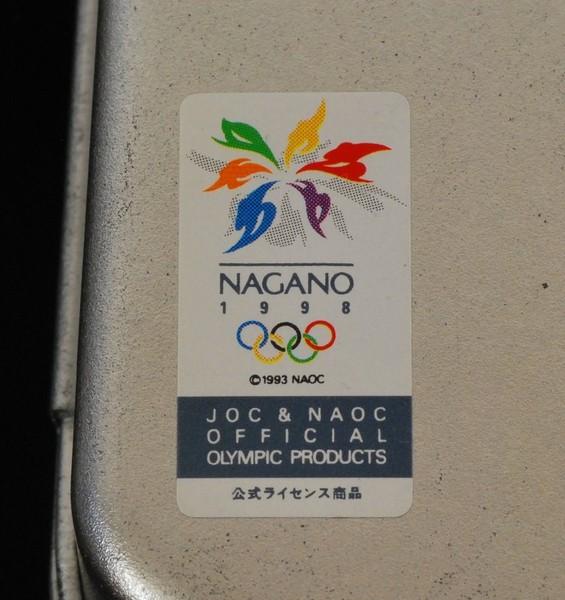 NAGANO
1998
©1993 NAOC
JOC & NAOC
OFFICIAL
OLYMPIC PRODUCTS
公式ライセンス商品